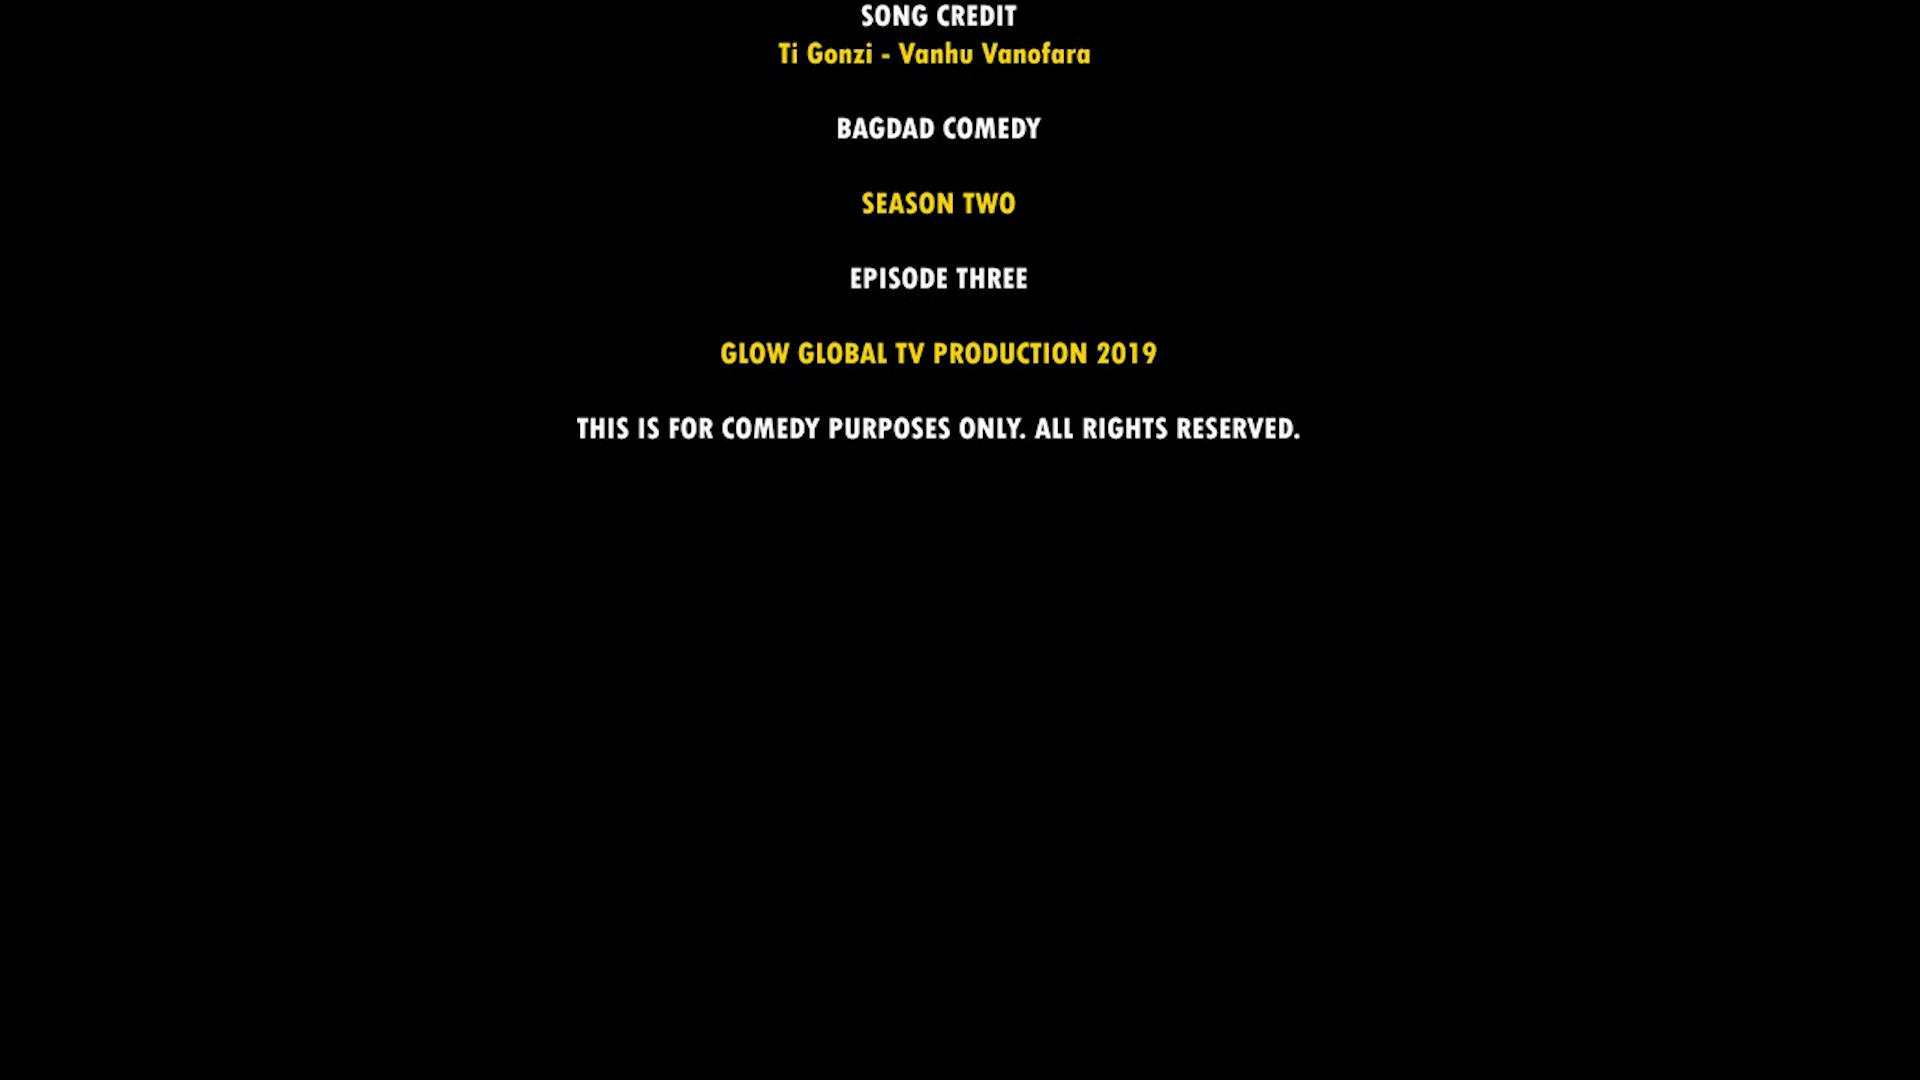 SONG CREDIT
Ti Gonzi - Vanhu Vanofara
BAGDAD COMEDY
SEASON TWO
EPISODE THREE
GLOW GLOBAL TV PRODUCTION 2019
THIS IS FOR COMEDY PURPOSES ONLY. ALL RIGHTS RESERVED.